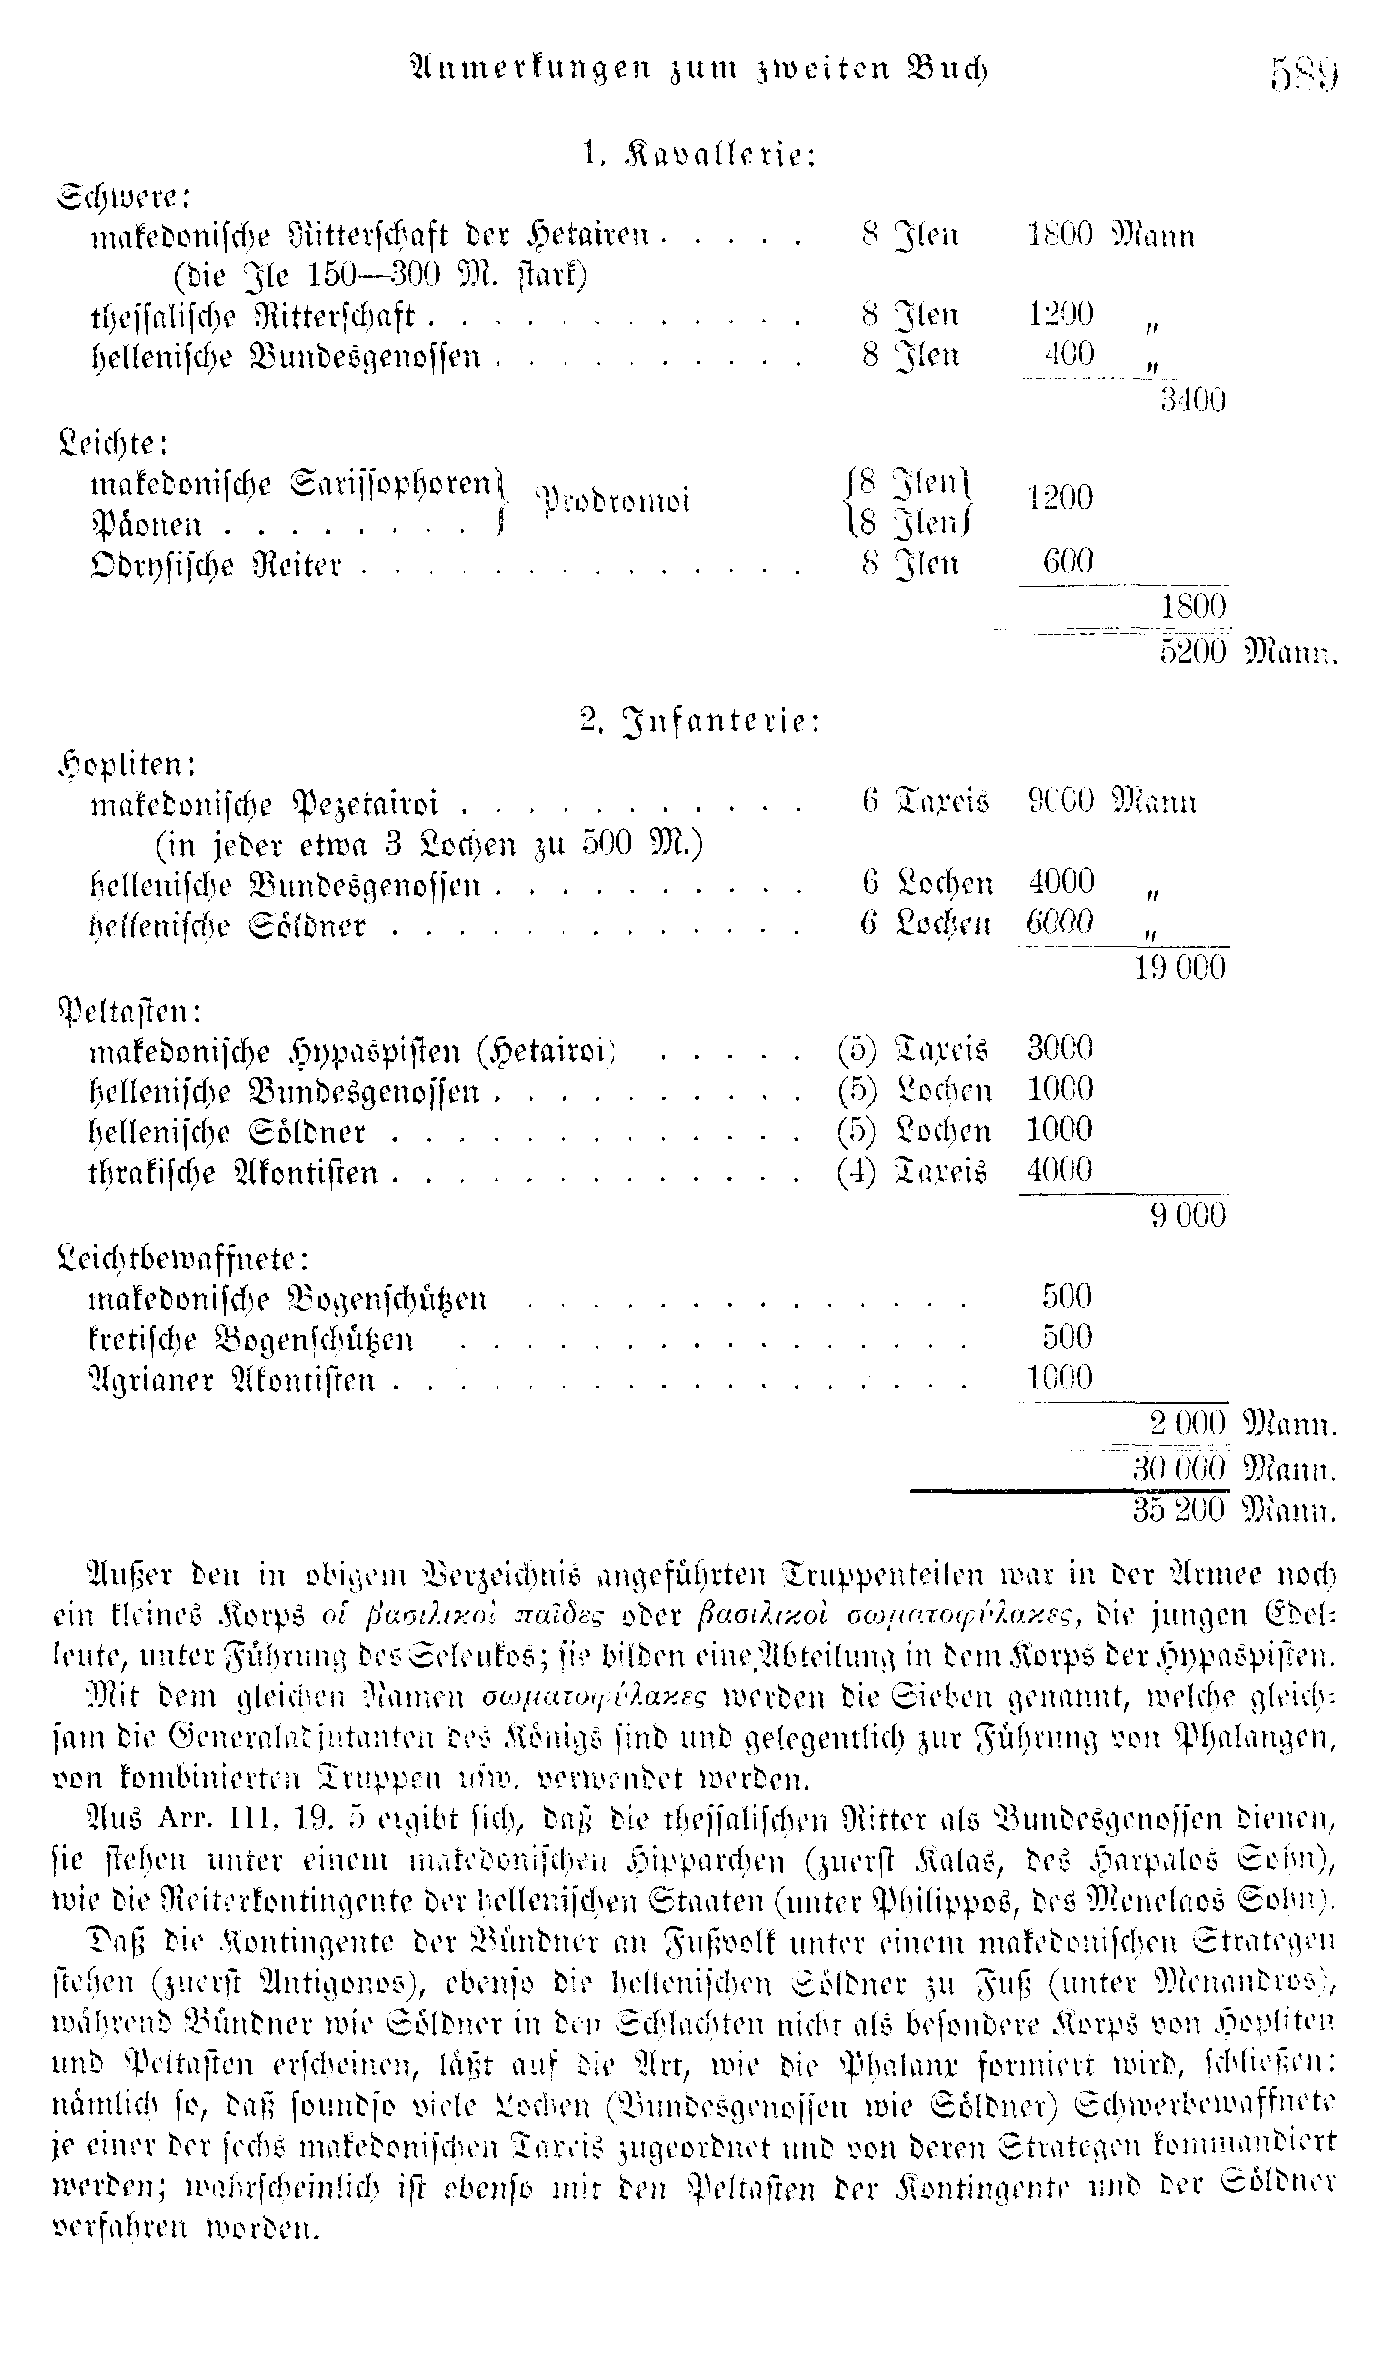 Anmerkungen zum zweiten Buch 589
1. Kavallerie:
Schwere:
makedonische Ritterschaft der Hetairen . . . . . 8 Ilen 1800 Mann
(die Ile 150—300 M. stark)
thessalische Ritterschaft . . . . . . . . . . . . 8 Ilen 1200 „
hellenische Bundesgenossen . . . . . . . . . . 8 Ilen 400 „
3400
Leichte:
makedonische Sarissophoren} Prodromoi {8 Ilen} 1200
Päonen . . . . . . . . } {8 Ilen}
Odrysische Reiter . . . . . . . . . . . . . . 8 Ilen 600
1800
5200 Mann.
2. Infanterie:
Hopliten:
makedonische Pezetairoi . . . . . . . . . . . 6 Taxeis 9000 Mann
(in jeder etwa 3 Lochen zu 500 M.)
hellenische Bundesgenossen . . . . . . . . . . 6 Lochen 4000 „
hellenische Söldner . . . . . . . . . . . . . 6 Lochen 6000 „
19 000
Peltasten:
makedonische Hypaspisten (Hetairoi) . . . . . (5) Taxeis 3000
hellenische Bundesgenossen . . . . . . . . . . (5) Lochen 1000
hellenische Söldner . . . . . . . . . . . . . (5) Lochen 1000
thrakische Akontisten . . . . . . . . . . . . . (4) Taxeis 4000
9 000
Leichtbewaffnete:
makedonische Bogenschützen . . . . . . . . . . . . . . 500
kretische Bogenschützen . . . . . . . . . . . . . . . . 500
Agrianer Akontisten . . . . . . . . . . . . . . . . . . 1000
2 000 Mann.
30 000 Mann.
35 200 Mann.
Außer den in obigem Verzeichnis angeführten Truppenteilen war in der Armee noch
ein kleines Korps οἱ βασιλικοὶ παῖδες oder βασιλικοὶ σωματοφύλακες, die jungen Edel-
leute, unter Führung des Seleukos; sie bilden eine Abteilung in dem Korps der Hypaspisten.
Mit dem gleichen Namen σωματοφύλακες werden die Sieben genannt, welche gleich-
sam die Generaladjutanten des Königs sind und gelegentlich zur Führung von Phalangen,
von kombinierten Truppen usw. verwendet werden.
Aus Arr. III. 19. 5 ergibt sich, daß die thessalischen Ritter als Bundesgenossen dienen,
sie stehen unter einem makedonischen Hipparchen (zuerst Kalas, des Harpalos Sohn),
wie die Reiterkontingente der hellenischen Staaten (unter Philippos, des Menelaos Sohn).
Daß die Kontingente der Bündner an Fußvolk unter einem makedonischen Strategen
stehen (zuerst Antigonos), ebenso die hellenischen Söldner zu Fuß (unter Menandros),
während Bündner wie Söldner in den Schlachten nicht als besondere Korps von Hopliten
und Peltasten erscheinen, läßt auf die Art, wie die Phalanx formiert wird, schließen:
nämlich so, daß soundso viele Lochen (Bundesgenossen wie Söldner) Schwerbewaffnete
je einer der sechs makedonischen Taxeis zugeordnet und von deren Strategen kommandiert
werden; wahrscheinlich ist ebenso mit den Peltasten der Kontingente und der Söldner
verfahren worden.